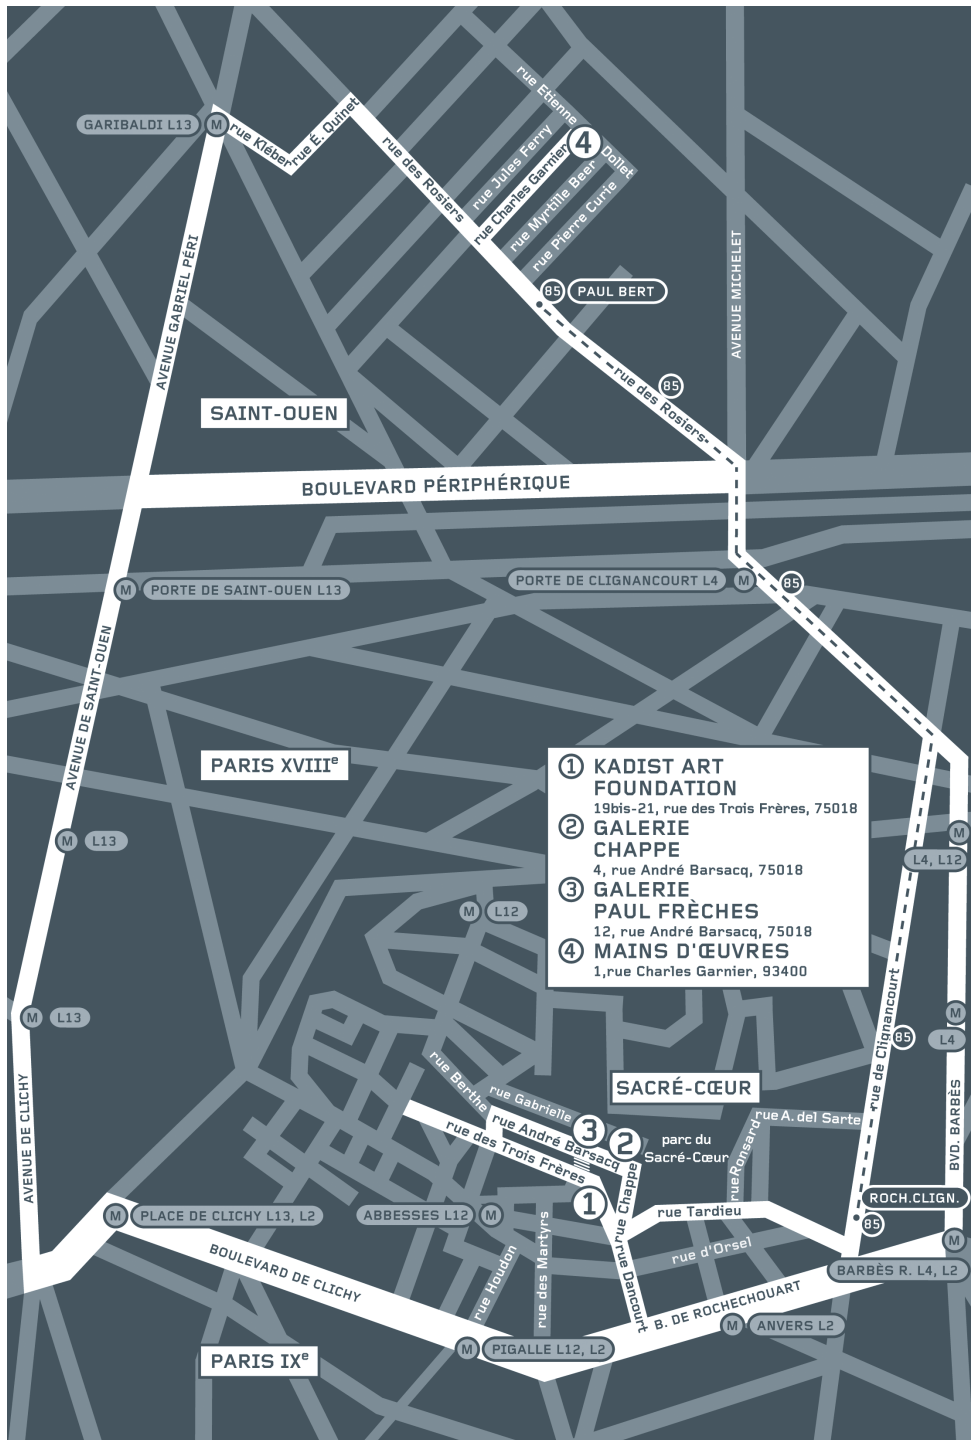 rue Etienne
Dollet
GARIBALDI L13
M
rue Kléber
rue É. Quinet
rue des Rosiers
rue Jules Ferry
rue Charles Garnier
4
rue Myrtille Beer
rue Pierre Curie
AVENUE GABRIEL PÉRI
AVENUE MICHELET
85
PAUL BERT
rue des Rosiers
85
SAINT-OUEN
BOULEVARD PÉRIPHÉRIQUE
M
PORTE DE SAINT-OUEN L13
PORTE DE CLIGNANCOURT L4
M
85
AVENUE DE SAINT-OUEN
PARIS XVIIIe
1 KADIST ART
FOUNDATION
19bis-21, rue des Trois Frères, 75018
2 GALERIE
CHAPPE
4, rue André Barsacq, 75018
3 GALERIE
PAUL FRÈCHES
12, rue André Barsacq, 75018
4 MAINS D'ŒUVRES
1,rue Charles Garnier, 93400
M
L13
M
L4, L12
M
L12
M
L13
M
L4
rue de Clignancourt
85
AVENUE DE CLICHY
BVD. BARBÈS
SACRÉ-CŒUR
rue Berthe
rue Gabrielle
rue André Barsacq
rue des Trois Frères
3
2
1
parc du
Sacré-Cœur
rue A. del Sarte
rue Ronsard
rue Chappe
ROCH.CLIGN.
85
M
PLACE DE CLICHY L13, L2
ABBESSES L12
M
rue Tardieu
rue d'Orsel
rue des Martyrs
rue Houdon
rue Dancourt
M
BARBÈS R. L4, L2
BOULEVARD DE CLICHY
B. DE ROCHECHOUART
M
ANVERS L2
M
PIGALLE L12, L2
PARIS IXe